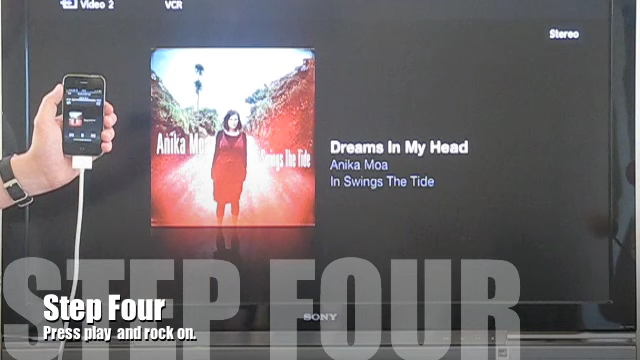 Video 2
VCR
Stereo
Anika Mo
Swings The Tide
Dreams In My Head
Anika Moa
In Swings The Tide
SONY
STEP FOUR
Step Four
Press play and rock on.